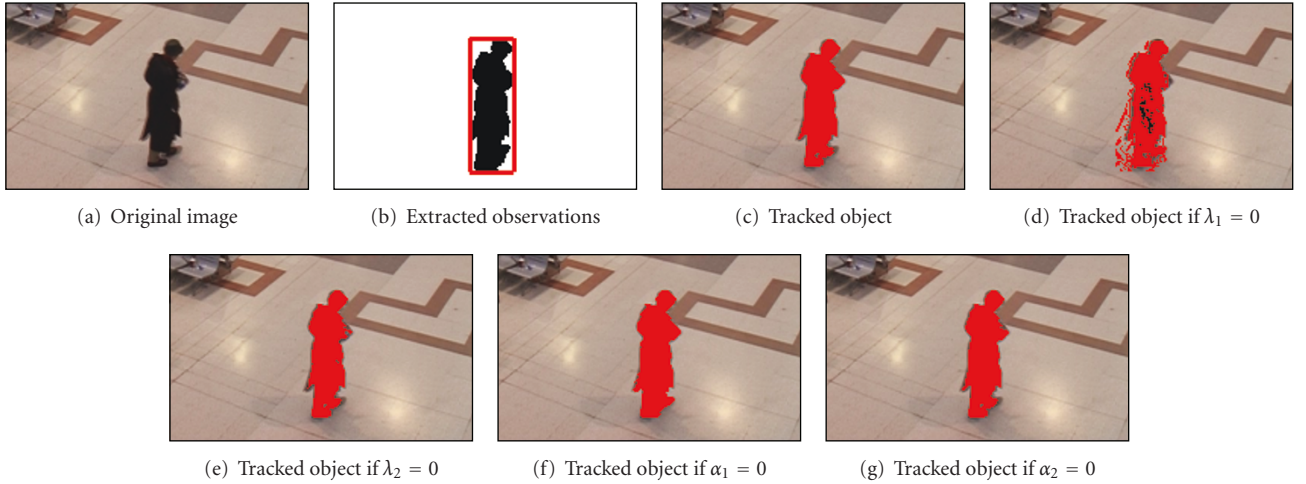 (a) Original image
(b) Extracted observations
(c) Tracked object
(d) Tracked object if λ₁ = 0
(e) Tracked object if λ₂ = 0
(f) Tracked object if α₁ = 0
(g) Tracked object if α₂ = 0